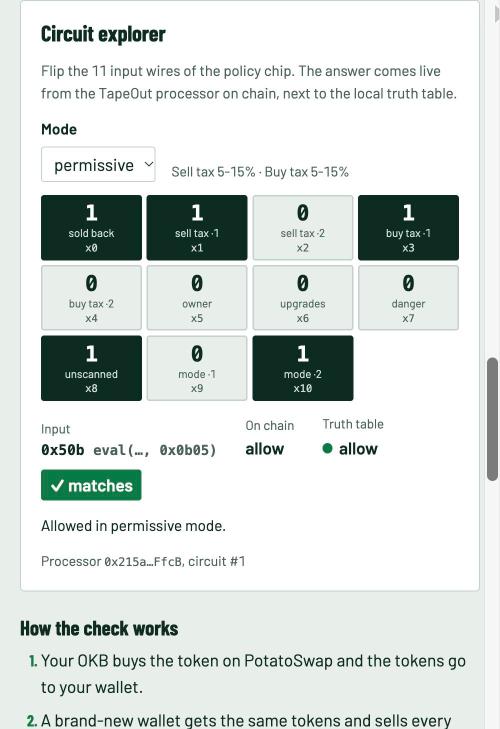 Circuit explorer
Flip the 11 input wires of the policy chip. The answer comes live
from the TapeOut processor on chain, next to the local truth table.
Mode
permissive Sell tax 5-15% · Buy tax 5-15%
1 1 0 1
sold back sell tax ·1 sell tax ·2 buy tax ·1
x0 x1 x2 x3
0 0 0 0
buy tax ·2 owner upgrades danger
x4 x5 x6 x7
1 0 1
unscanned mode ·1 mode ·2
x8 x9 x10
Input On chain Truth table
0x50b eval(…, 0x0b05) allow allow
✓ matches
Allowed in permissive mode.
Processor 0x215a…FfcB, circuit #1
How the check works
1. Your OKB buys the token on PotatoSwap and the tokens go
to your wallet.
2. A brand-new wallet gets the same tokens and sells every